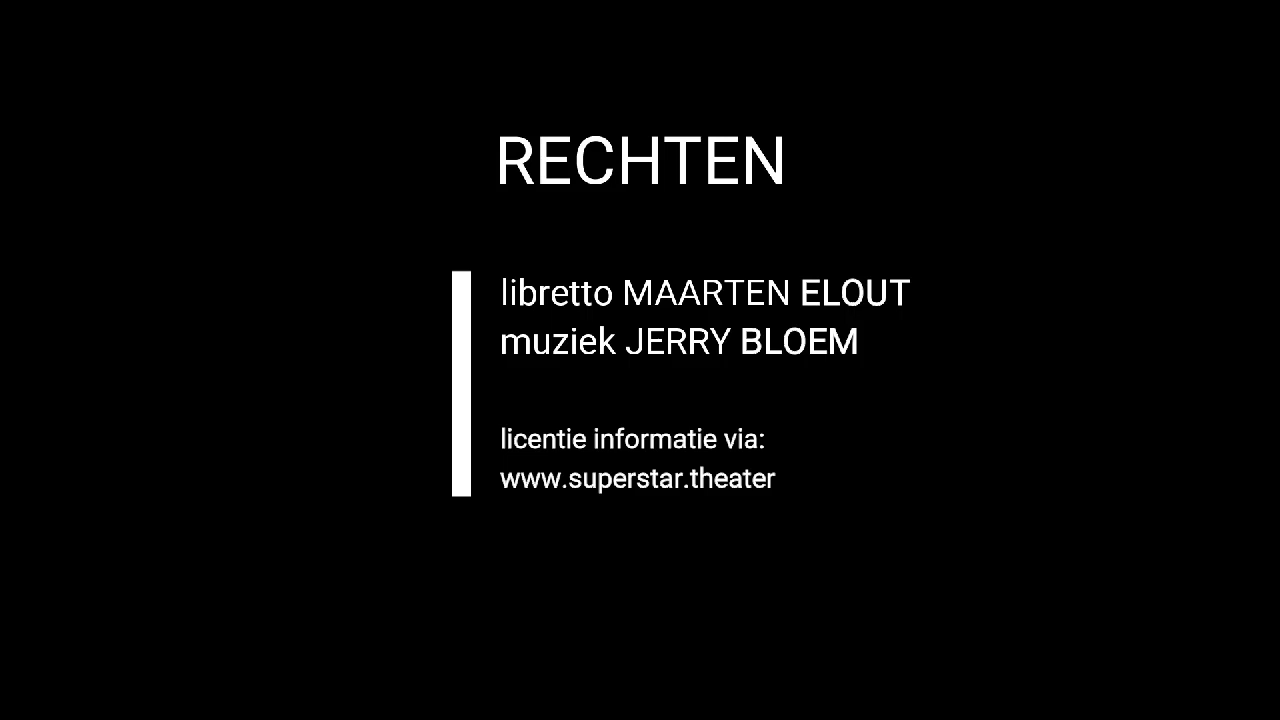 RECHTEN
libretto MAARTEN ELOUT
muziek JERRY BLOEM
licentie informatie via:
www.superstar.theater